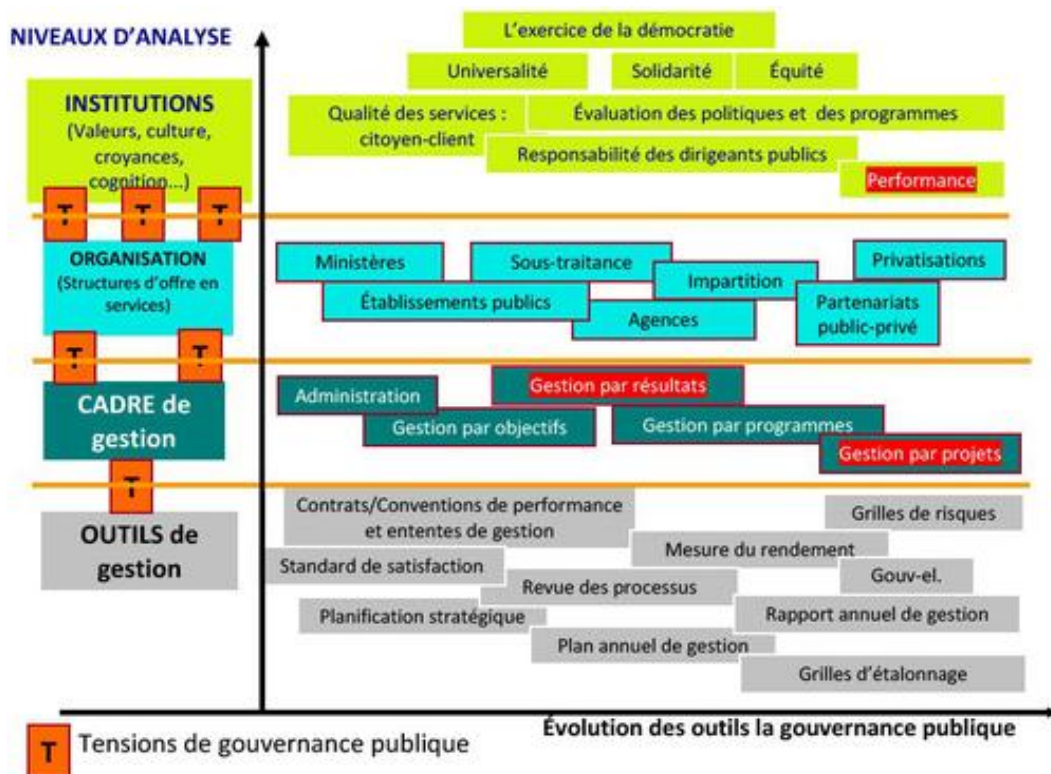 NIVEAUX D'ANALYSE
INSTITUTIONS
(Valeurs, culture,
croyances,
cognition...)
L'exercice de la démocratie
Universalité
Solidarité
Équité
Qualité des services :
citoyen-client
Évaluation des politiques et des programmes
Responsabilité des dirigeants publics
Performance
T
T
T
ORGANISATION
(Structures d'offre en
services)
Ministères
Sous-traitance
Privatisations
Impartition
Établissements publics
Partenariats
public-privé
Agences
T
T
CADRE de
gestion
Administration
Gestion par résultats
Gestion par objectifs
Gestion par programmes
Gestion par projets
T
OUTILS de
gestion
Contrats/Conventions de performance
et ententes de gestion
Grilles de risques
Mesure du rendement
Standard de satisfaction
Revue des processus
Gouv-el.
Planification stratégique
Rapport annuel de gestion
Plan annuel de gestion
Grilles d'étalonnage
Évolution des outils la gouvernance publique
T
Tensions de gouvernance publique